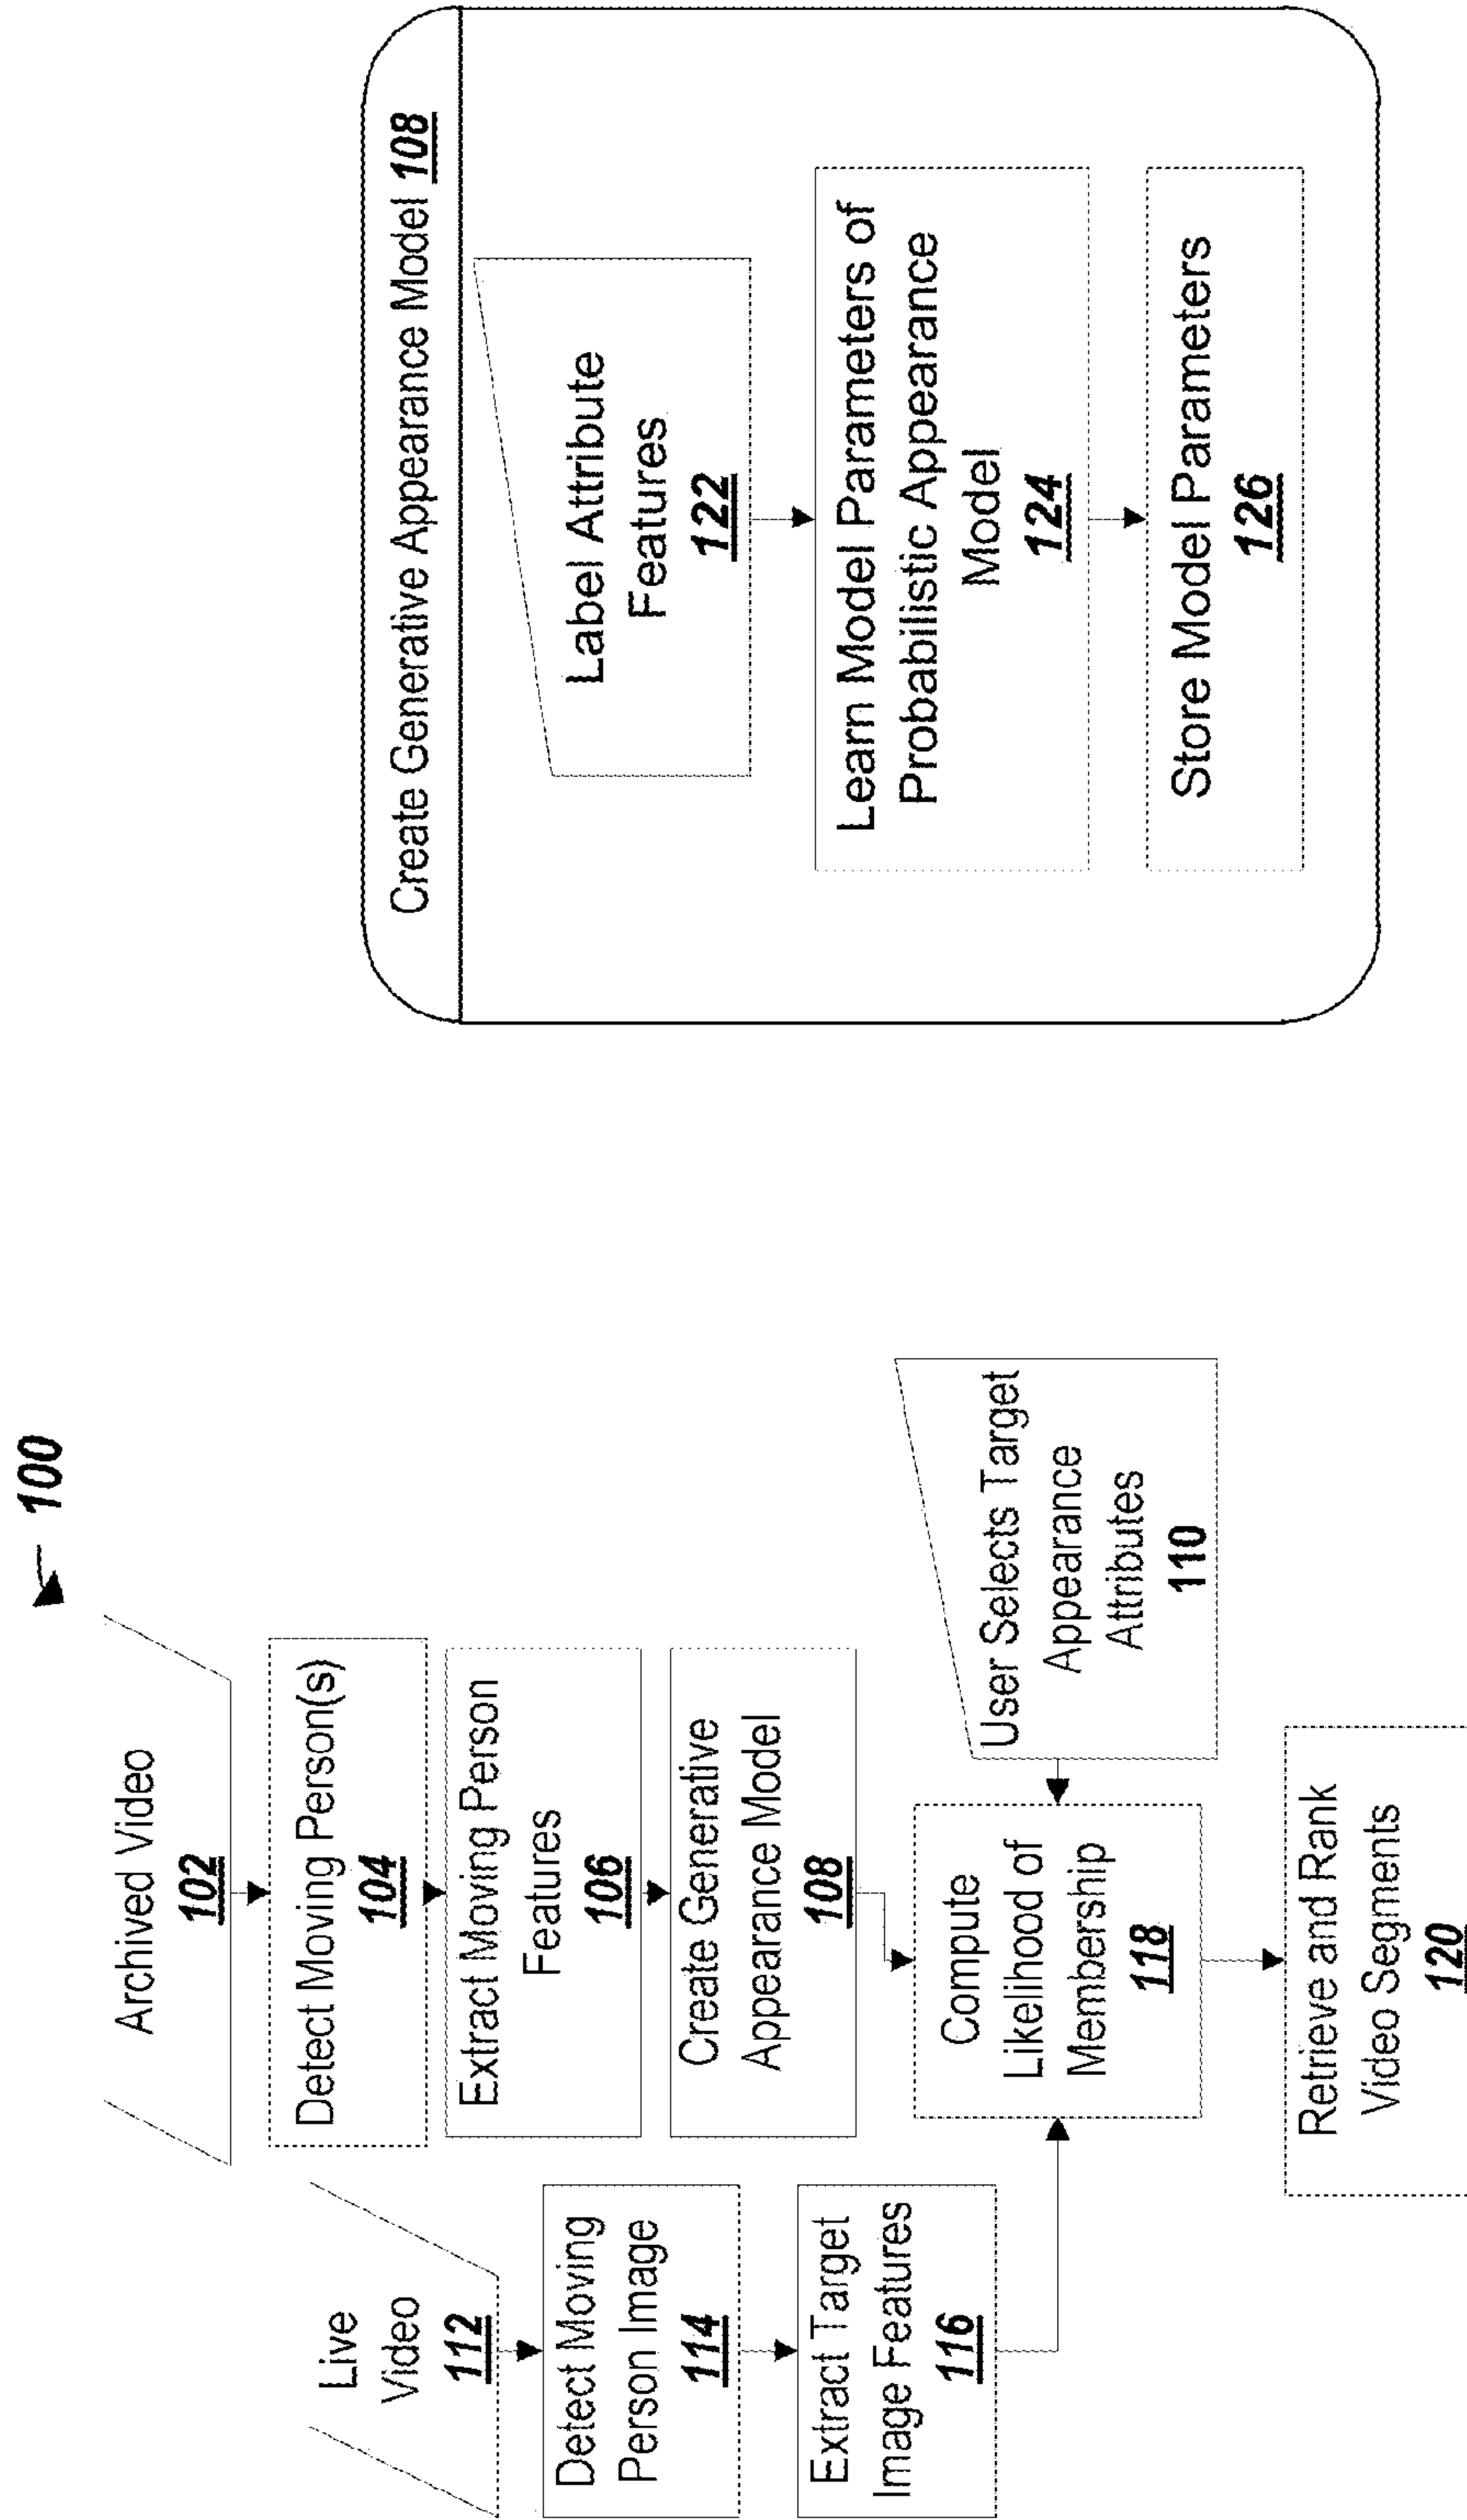 100
Archived Video
102
Detect Moving Person(s)
104
Extract Moving Person
Features
106
Create Generative
Appearance Model
108
User Selects Target
Appearance
Attributes
110
Live
Video
112
Detect Moving
Person Image
114
Extract Target
Image Features
116
Compute
Likelihood of
Membership
118
Retrieve and Rank
Video Segments
120
Create Generative Appearance Model 108
Label Attribute
Features
122
Learn Model Parameters of
Probabilistic Appearance
Model
124
Store Model Parameters
126